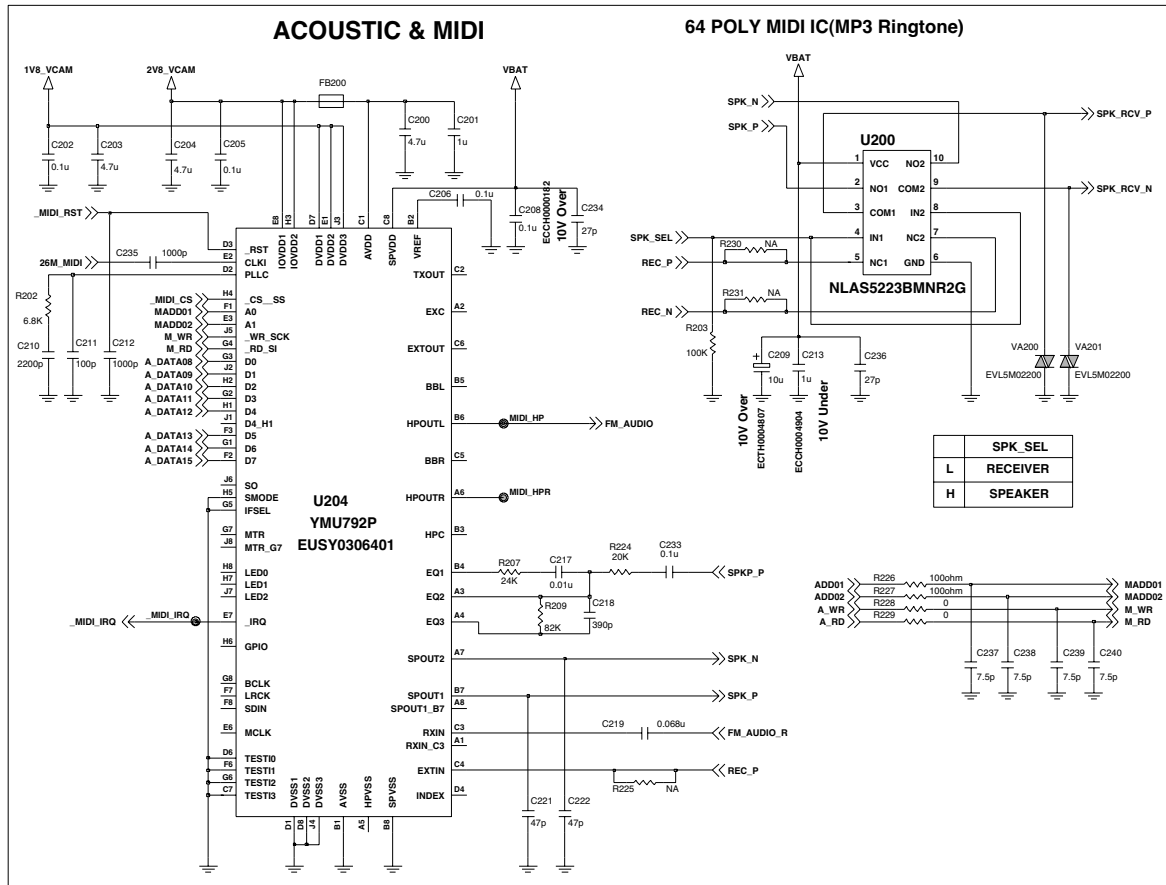 ACOUSTIC & MIDI
64 POLY MIDI IC(MP3 Ringtone)
1V8_VCAM
2V8_VCAM
FB200
VBAT
C202
0.1u
C203
4.7u
C204
4.7u
C205
0.1u
C200
4.7u
C201
1u
C206
0.1u
C208
0.1u
ECCH0000182
10V Over
C234
27p
_MIDI_RST
26M_MIDI
C235
1000p
R202
6.8K
C210
2200p
C211
100p
C212
1000p
_MIDI_CS
MADD01
MADD02
M_WR
M_RD
A_DATA08
A_DATA09
A_DATA10
A_DATA11
A_DATA12
A_DATA13
A_DATA14
A_DATA15
_MIDI_IRQ
_MIDI_IRQ
E8 IOVDD1
H3 IOVDD2
D7 DVDD1
E1 DVDD2
J3 DVDD3
C1 AVDD
C8 SPVDD
B2 VREF
D3 _RST
E2 CLKI
D2 PLLC
H4 _CS__SS
F1 A0
E3 A1
J5 _WR_SCK
G4 _RD_SI
G3 D0
J2 D1
H2 D2
G2 D3
H1 D4
J1 D4_H1
F3 D5
G1 D6
F2 D7
J6 SO
H5 SMODE
G5 IFSEL
G7 MTR
J8 MTR_G7
H8 LED0
H7 LED1
J7 LED2
E7 _IRQ
H6 GPIO
G8 BCLK
F7 LRCK
F8 SDIN
E6 MCLK
D6 TESTI0
F6 TESTI1
G6 TESTI2
C7 TESTI3
U204
YMU792P
EUSY0306401
DVSS1 D1
DVSS2 D8
DVSS3 J4
AVSS B1
HPVSS A5
SPVSS B8
TXOUT C2
EXC A2
EXTOUT C6
BBL B5
HPOUTL B6
MIDI_HP
FM_AUDIO
BBR C5
HPOUTR A6
MIDI_HPR
HPC B3
EQ1 B4
EQ2 A3
EQ3 A4
SPOUT2 A7
SPOUT1 B7
SPOUT1_B7 A8
RXIN C3
RXIN_C3 A1
EXTIN C4
INDEX D4
R207
24K
C217
0.01u
R224
20K
C233
0.1u
SPKP_P
R209
82K
C218
390p
SPK_N
SPK_P
C219
0.068u
FM_AUDIO_R
REC_P
R225
NA
C221
47p
C222
47p
VBAT
SPK_N
SPK_P
SPK_SEL
REC_P
REC_N
R230
NA
R231
NA
R203
100K
U200
1 VCC NO2 10
2 NO1 COM2 9
3 COM1 IN2 8
4 IN1 NC2 7
5 NC1 GND 6
NLAS5223BMNR2G
SPK_RCV_P
SPK_RCV_N
+
C209
10u
10V Over
ECTH0004807
C213
1u
ECCH0004904
10V Under
C236
27p
VA200
EVL5M02200
VA201
EVL5M02200
SPK_SEL
L RECEIVER
H SPEAKER
ADD01 R226 100ohm MADD01
ADD02 R227 100ohm MADD02
A_WR R228 0 M_WR
A_RD R229 0 M_RD
C237
7.5p
C238
7.5p
C239
7.5p
C240
7.5p